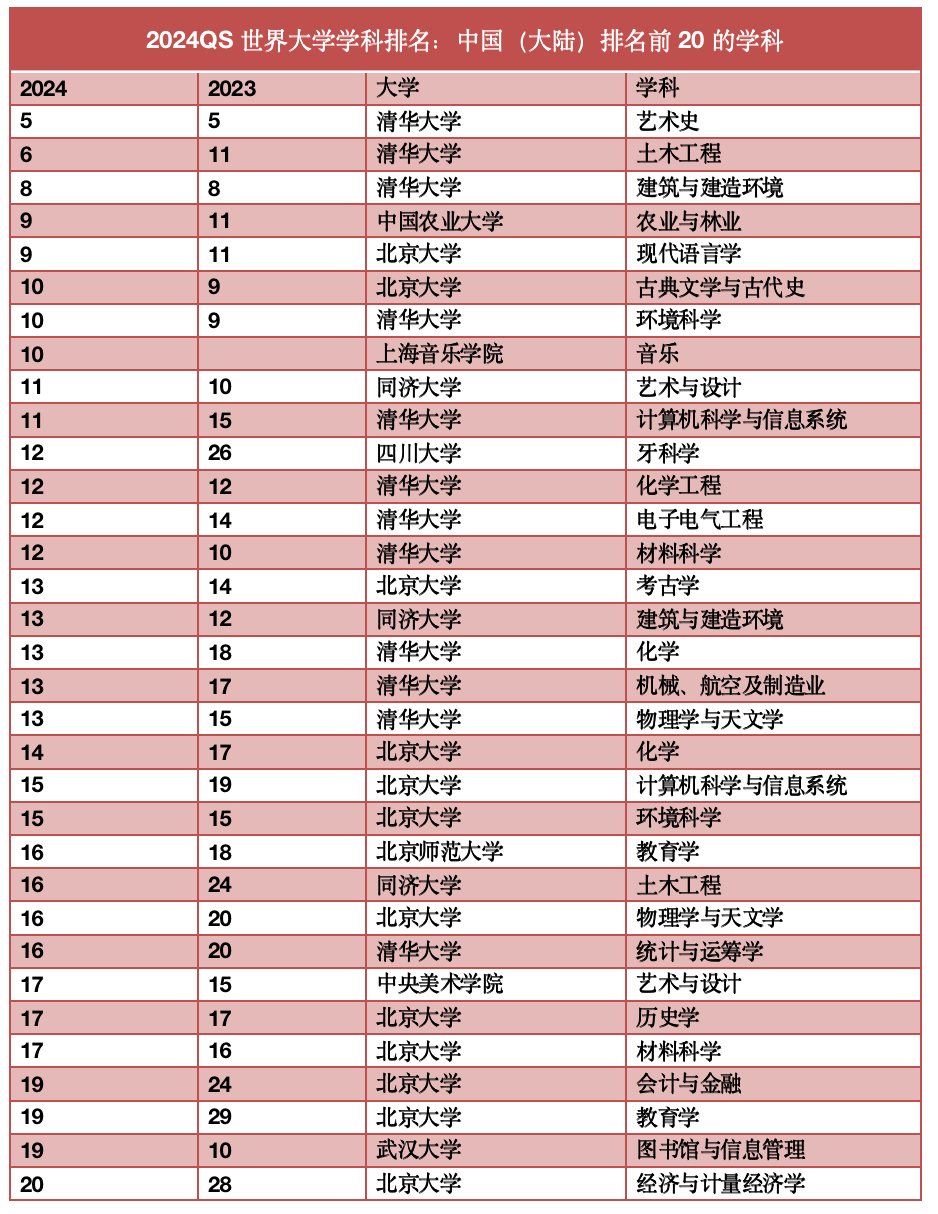 2024QS 世界大学学科排名：中国（大陆）排名前 20 的学科
2024 2023 大学 学科
5 5 清华大学 艺术史
6 11 清华大学 土木工程
8 8 清华大学 建筑与建造环境
9 11 中国农业大学 农业与林业
9 11 北京大学 现代语言学
10 9 北京大学 古典文学与古代史
10 9 清华大学 环境科学
10 上海音乐学院 音乐
11 10 同济大学 艺术与设计
11 15 清华大学 计算机科学与信息系统
12 26 四川大学 牙科学
12 12 清华大学 化学工程
12 14 清华大学 电子电气工程
12 10 清华大学 材料科学
13 14 北京大学 考古学
13 12 同济大学 建筑与建造环境
13 18 清华大学 化学
13 17 清华大学 机械、航空及制造业
13 15 清华大学 物理学与天文学
14 17 北京大学 化学
15 19 北京大学 计算机科学与信息系统
15 15 北京大学 环境科学
16 18 北京师范大学 教育学
16 24 同济大学 土木工程
16 20 北京大学 物理学与天文学
16 20 清华大学 统计与运筹学
17 15 中央美术学院 艺术与设计
17 17 北京大学 历史学
17 16 北京大学 材料科学
19 24 北京大学 会计与金融
19 29 北京大学 教育学
19 10 武汉大学 图书馆与信息管理
20 28 北京大学 经济与计量经济学